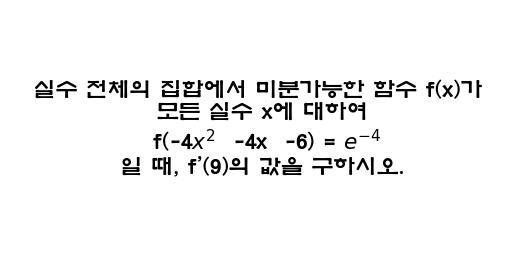 실수 전체의 집합에서 미분가능한 함수 f(x)가
모든 실수 x에 대하여
f(-4x² -4x -6) = e⁻⁴
일 때, f’(9)의 값을 구하시오.